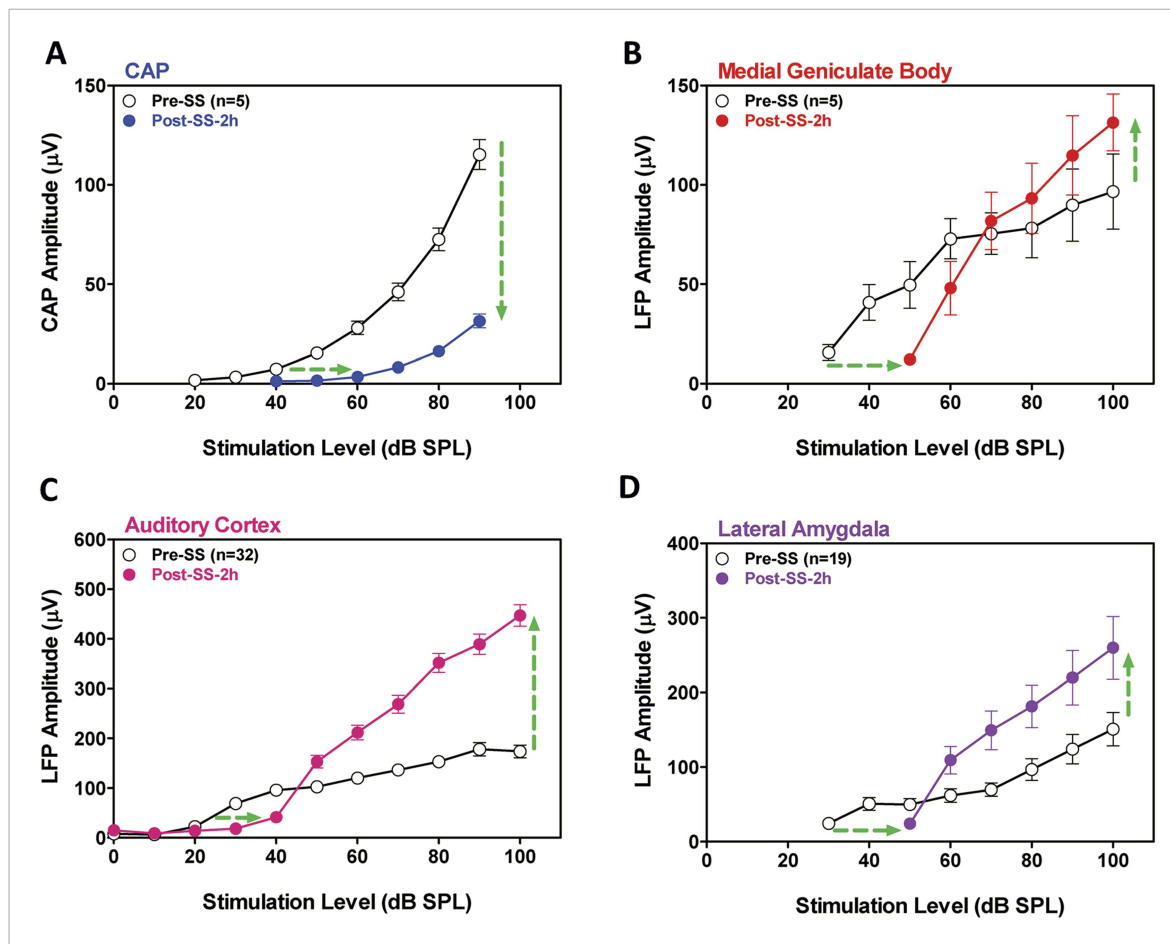 A
CAP
Pre-SS (n=5)
Post-SS-2h
CAP Amplitude (μV)
150
100
50
0
0 20 40 60 80 100
Stimulation Level (dB SPL)
B
Medial Geniculate Body
Pre-SS (n=5)
Post-SS-2h
LFP Amplitude (μV)
150
100
50
0
0 20 40 60 80 100
Stimulation Level (dB SPL)
C
Auditory Cortex
Pre-SS (n=32)
Post-SS-2h
LFP Amplitude (μV)
600
500
400
300
200
100
0
0 20 40 60 80 100
Stimulation Level (dB SPL)
D
Lateral Amygdala
Pre-SS (n=19)
Post-SS-2h
LFP Amplitude (μV)
400
300
200
100
0
0 20 40 60 80 100
Stimulation Level (dB SPL)